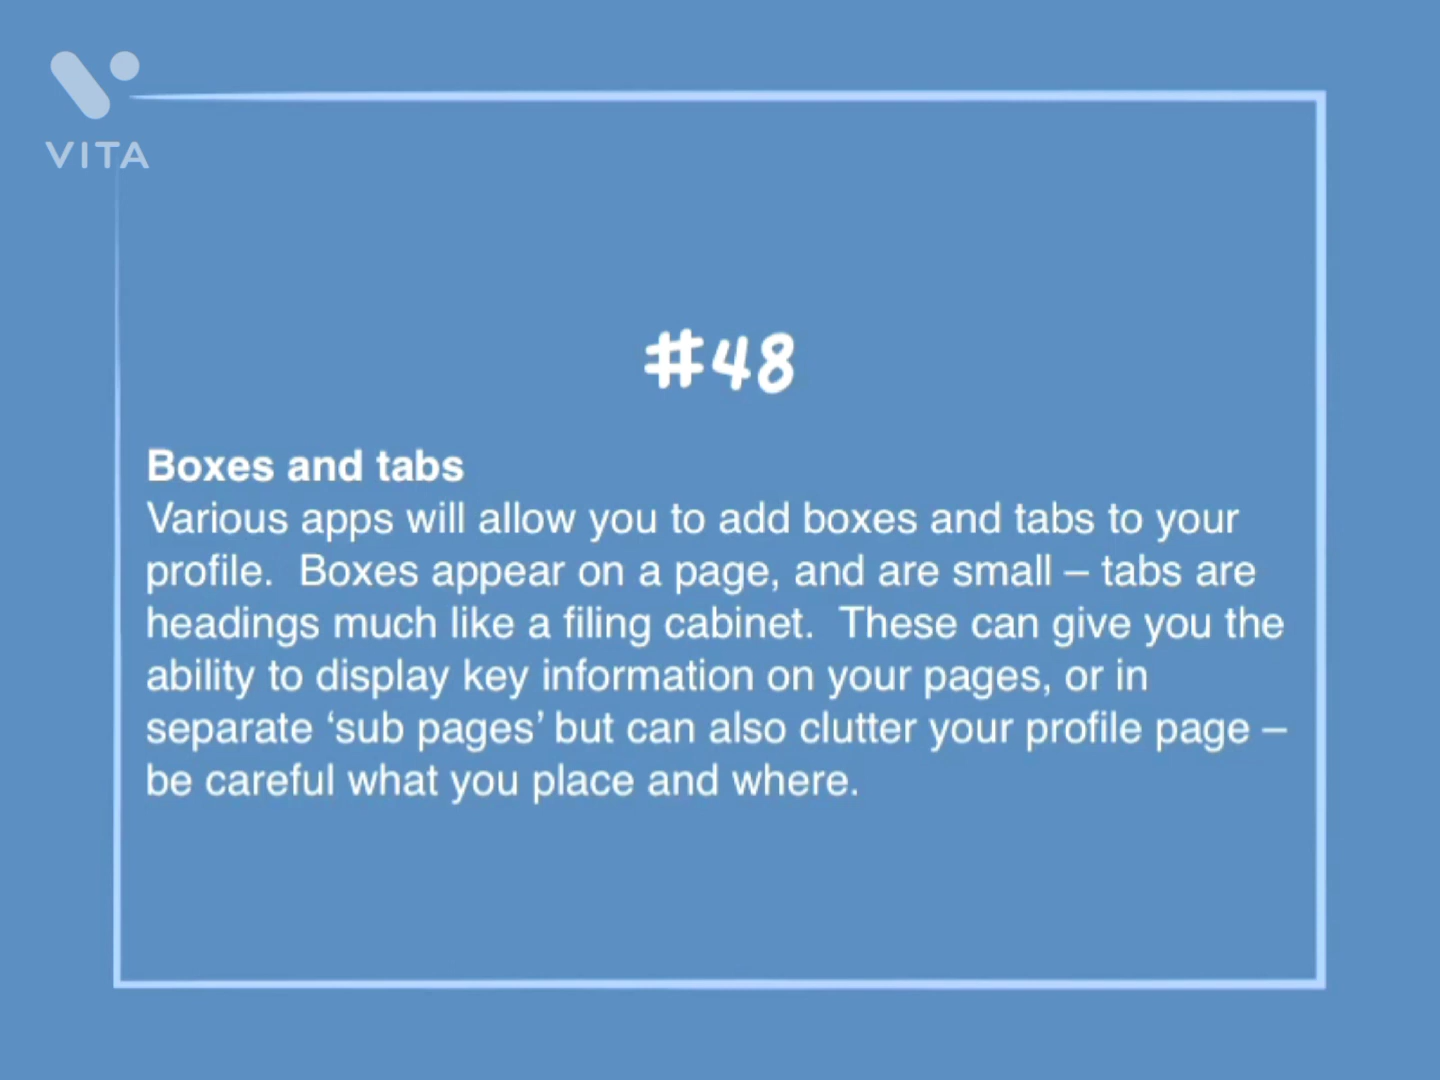 VITA
#48
Boxes and tabs
Various apps will allow you to add boxes and tabs to your
profile.  Boxes appear on a page, and are small – tabs are
headings much like a filing cabinet.  These can give you the
ability to display key information on your pages, or in
separate ‘sub pages’ but can also clutter your profile page –
be careful what you place and where.